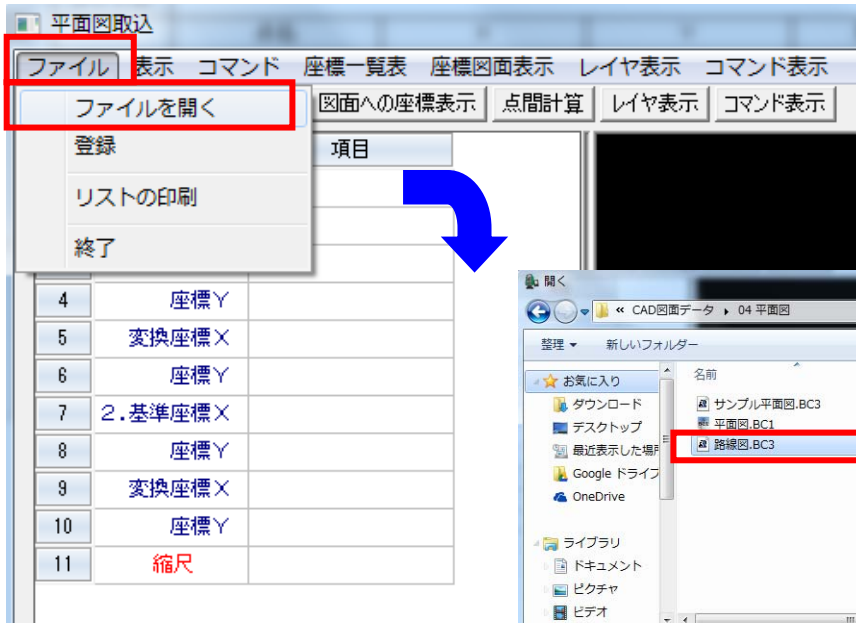 平面図取込
ファイル 表示 コマンド 座標一覧表 座標図面表示 レイヤ表示 コマンド表示
ファイルを開く
図面への座標表示 点間計算 レイヤ表示 コマンド表示
登録
項目
リストの印刷
終了
4 座標Y
5 変換座標X
6 座標Y
7 2.基準座標X
8 座標Y
9 変換座標X
10 座標Y
11 縮尺
開く
« CAD図面データ ▸ 04 平面図
整理 ▼ 新しいフォルダー
お気に入り
ダウンロード
デスクトップ
最近表示した場所
Google ドライブ
OneDrive
ライブラリ
ドキュメント
ピクチャ
ビデオ
名前
サンプル平面図.BC3
平面図.BC1
路線図.BC3